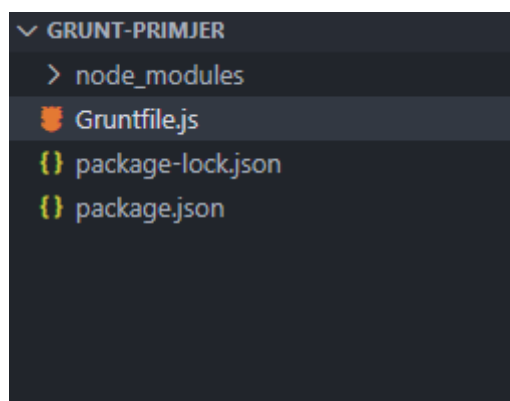 GRUNT-PRIMJER
node_modules
Gruntfile.js
{} package-lock.json
{} package.json